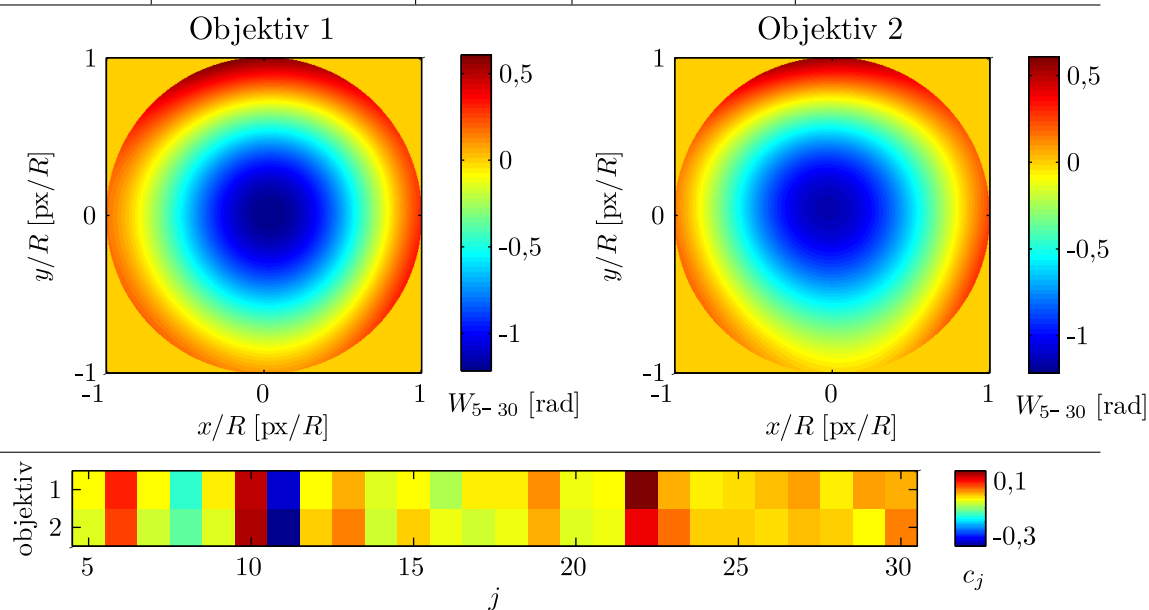 Objektiv 1
Objektiv 2
1
0
-1
y/R [px/R]
-1
0
1
x/R [px/R]
0,5
0
-0,5
-1
W5-30 [rad]
1
0
-1
y/R [px/R]
-1
0
1
x/R [px/R]
0,5
0
-0,5
-1
W5-30 [rad]
objektiv
1
2
5
10
15
20
25
30
j
0,1
-0,3
cj